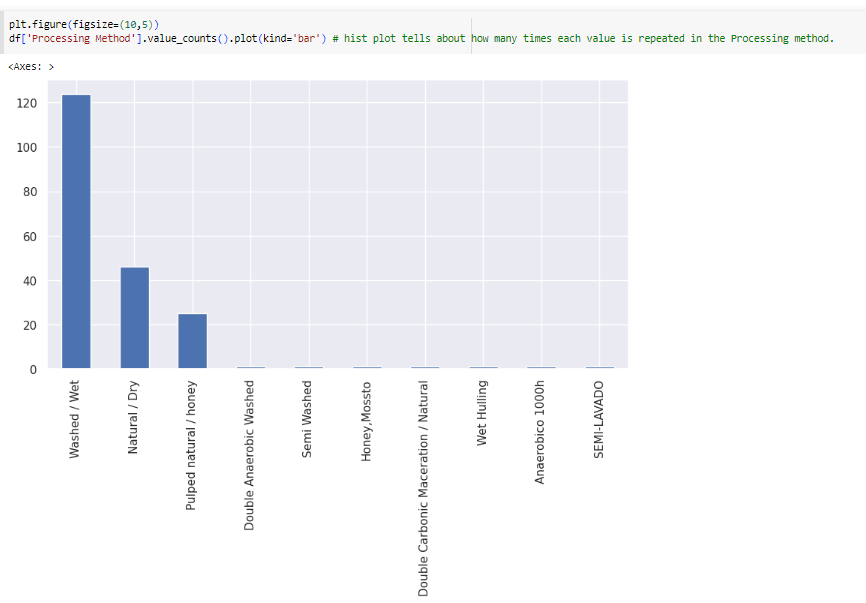 plt.figure(figsize=(10,5))
df['Processing Method'].value_counts().plot(kind='bar') # hist plot tells about how many times each value is repeated in the Processing method.
<Axes: >
120
100
80
60
40
20
0
Washed / Wet
Natural / Dry
Pulped natural / honey
Double Anaerobic Washed
Semi Washed
Honey,Mossto
Double Carbonic Maceration / Natural
Wet Hulling
Anaerobico 1000h
SEMI-LAVADO